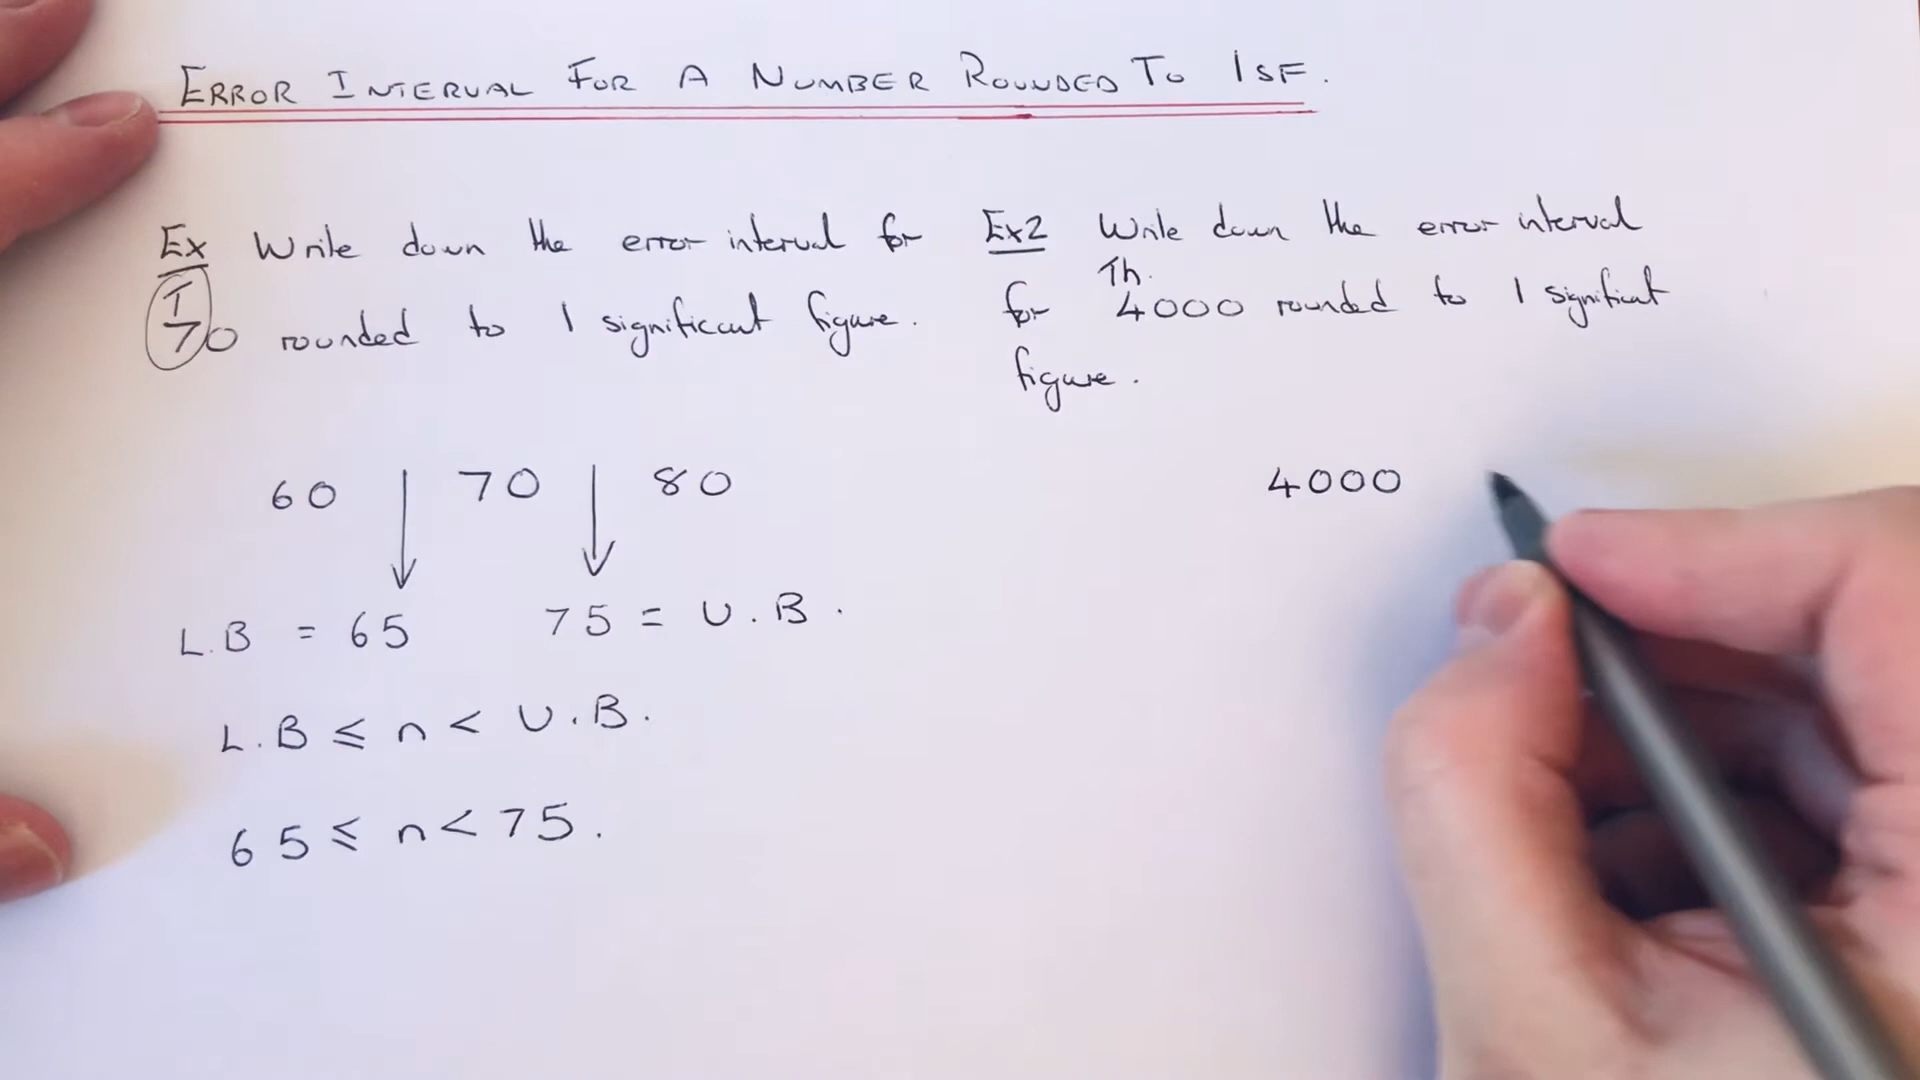 ERROR INTERVAL FOR A NUMBER ROUNDED TO 1SF.
Ex Write down the error interval for
T
70 rounded to 1 significant figure.
60 70 80
L.B = 65 75 = U.B.
L.B ⩽ n < U.B.
65 ⩽ n < 75.
Ex2 Write down the error interval
Th.
for 4000 rounded to 1 significant
figure.
4000